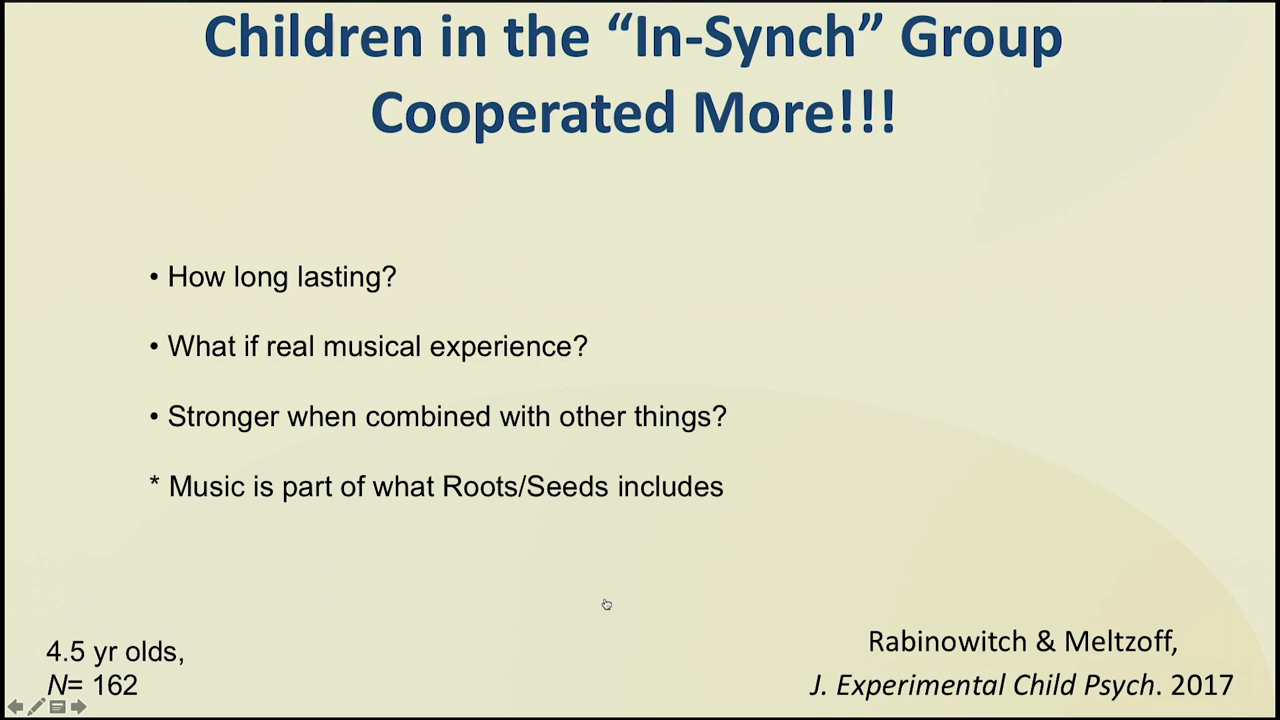 Children in the “In-Synch” Group
Cooperated More!!!
• How long lasting?
• What if real musical experience?
• Stronger when combined with other things?
* Music is part of what Roots/Seeds includes
4.5 yr olds,
N= 162
Rabinowitch & Meltzoff,
J. Experimental Child Psych. 2017